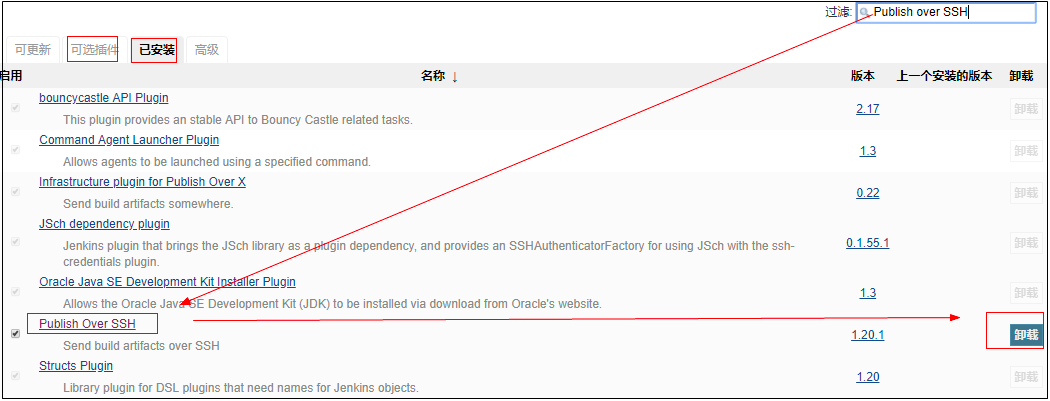 过滤: Publish over SSH
可更新 可选插件 已安装 高级
启用 名称 ↓ 版本 上一个安装的版本 卸载
bouncycastle API Plugin
This plugin provides an stable API to Bouncy Castle related tasks.
2.17 卸载
Command Agent Launcher Plugin
Allows agents to be launched using a specified command.
1.3 卸载
Infrastructure plugin for Publish Over X
Send build artifacts somewhere.
0.22 卸载
JSch dependency plugin
Jenkins plugin that brings the JSch library as a plugin dependency, and provides an SSHAuthenticatorFactory for using JSch with the ssh-
credentials plugin.
0.1.55.1 卸载
Oracle Java SE Development Kit Installer Plugin
Allows the Oracle Java SE Development Kit (JDK) to be installed via download from Oracle's website.
1.3 卸载
Publish Over SSH
Send build artifacts over SSH
1.20.1 卸载
Structs Plugin
Library plugin for DSL plugins that need names for Jenkins objects.
1.20 卸载